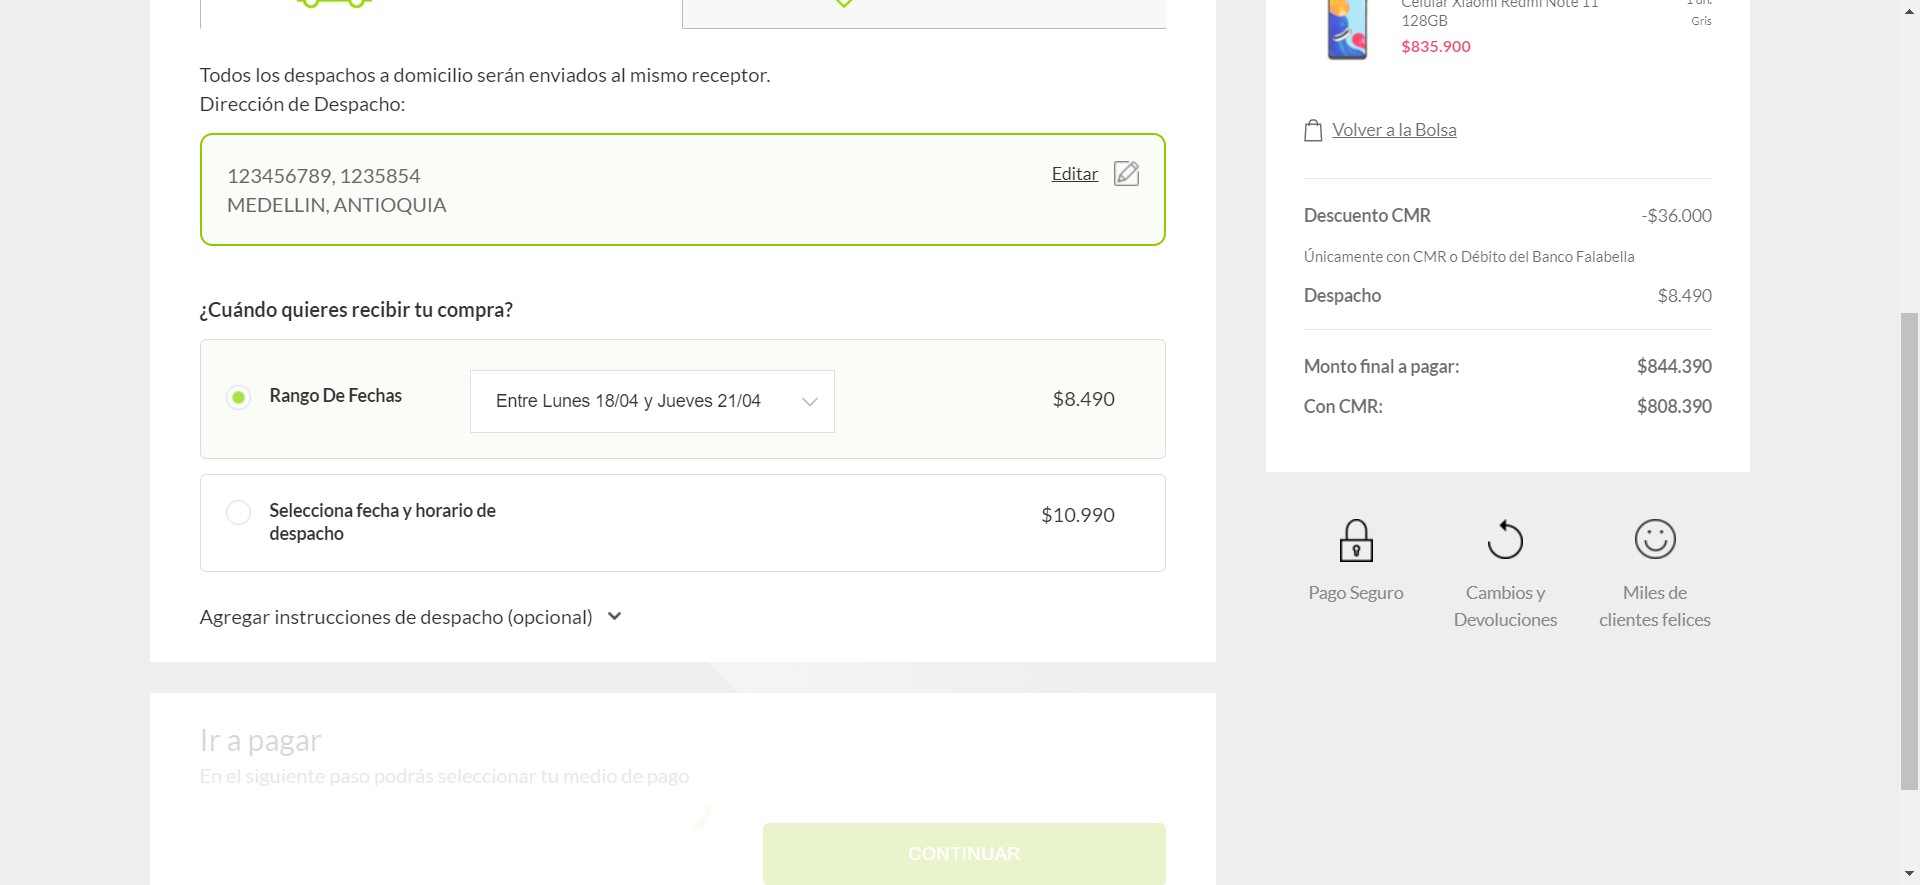 Todos los despachos a domicilio serán enviados al mismo receptor.
Dirección de Despacho:
123456789, 1235854
MEDELLIN, ANTIOQUIA
Editar
¿Cuándo quieres recibir tu compra?
Rango De Fechas
Entre Lunes 18/04 y Jueves 21/04
$8.490
Selecciona fecha y horario de
despacho
$10.990
Agregar instrucciones de despacho (opcional)
Ir a pagar
En el siguiente paso podrás seleccionar tu medio de pago
CONTINUAR
Celular Xiaomi Redmi Note 11
128GB
$835.900
1 un.
Gris
Volver a la Bolsa
Descuento CMR
-$36.000
Únicamente con CMR o Débito del Banco Falabella
Despacho
$8.490
Monto final a pagar:
$844.390
Con CMR:
$808.390
Pago Seguro
Cambios y
Devoluciones
Miles de
clientes felices